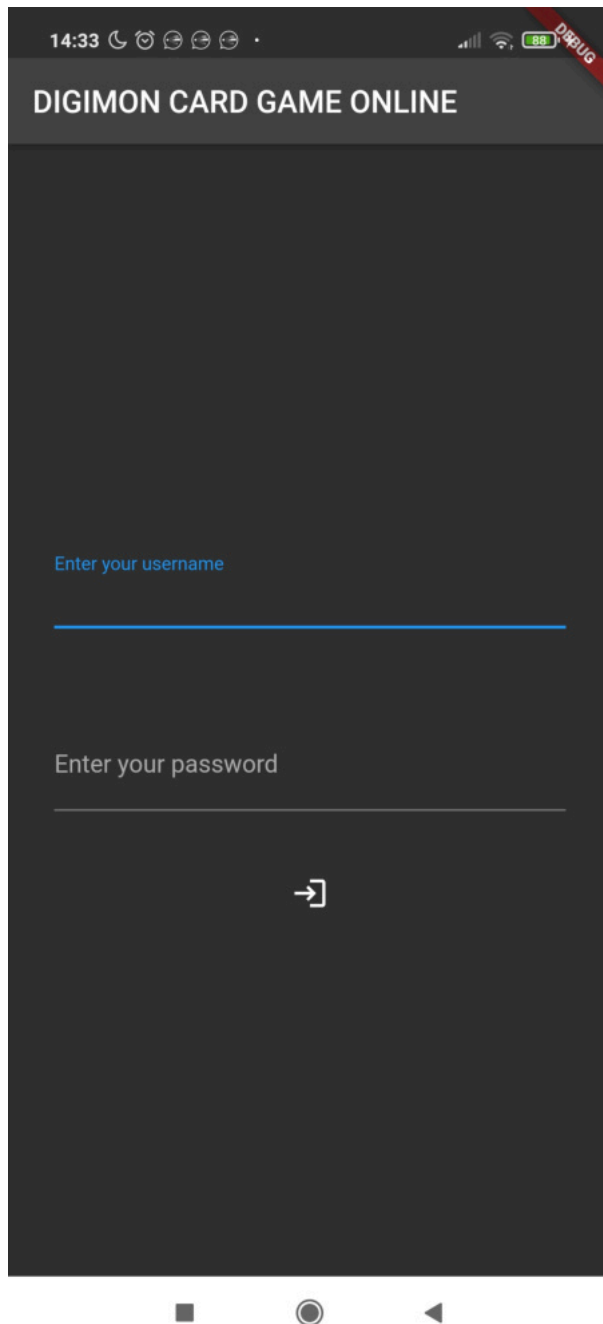 14:33
88
DEBUG
DIGIMON CARD GAME ONLINE
Enter your username
Enter your password